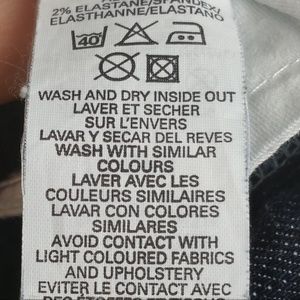 2% ELASTANE/SPANDEX/
ELASTHANNE/ELASTANO
40
WASH AND DRY INSIDE OUT
LAVER ET SECHER
SUR L'ENVERS
LAVAR Y SECAR DEL REVES
WASH WITH SIMILAR
COLOURS
LAVER AVEC LES
COULEURS SIMILAIRES
LAVAR CON COLORES
SIMILARES
AVOID CONTACT WITH
LIGHT COLOURED FABRICS
AND UPHOLSTERY
EVITER LE CONTACT AVEC